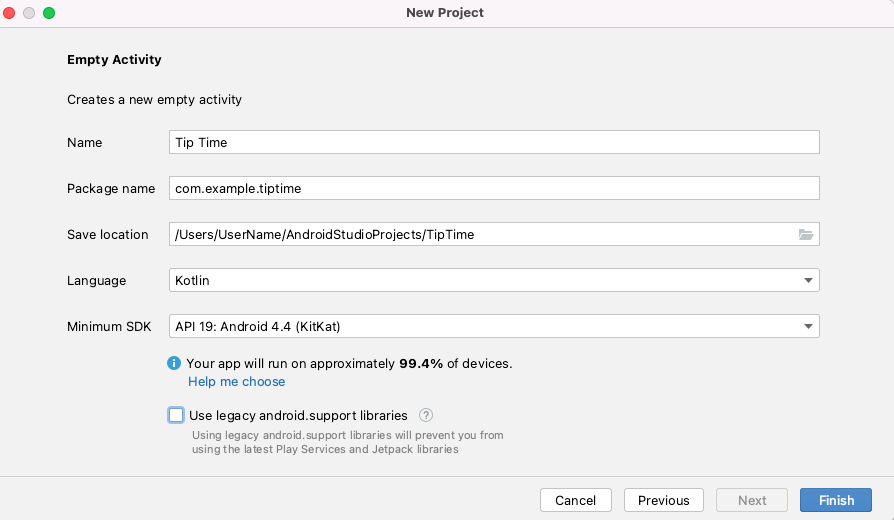 New Project
Empty Activity
Creates a new empty activity
Name Tip Time
Package name com.example.tiptime
Save location /Users/UserName/AndroidStudioProjects/TipTime
Language Kotlin
Minimum SDK API 19: Android 4.4 (KitKat)
i Your app will run on approximately 99.4% of devices.
Help me choose
Use legacy android.support libraries ?
Using legacy android.support libraries will prevent you from
using the latest Play Services and Jetpack libraries
Cancel Previous Next Finish